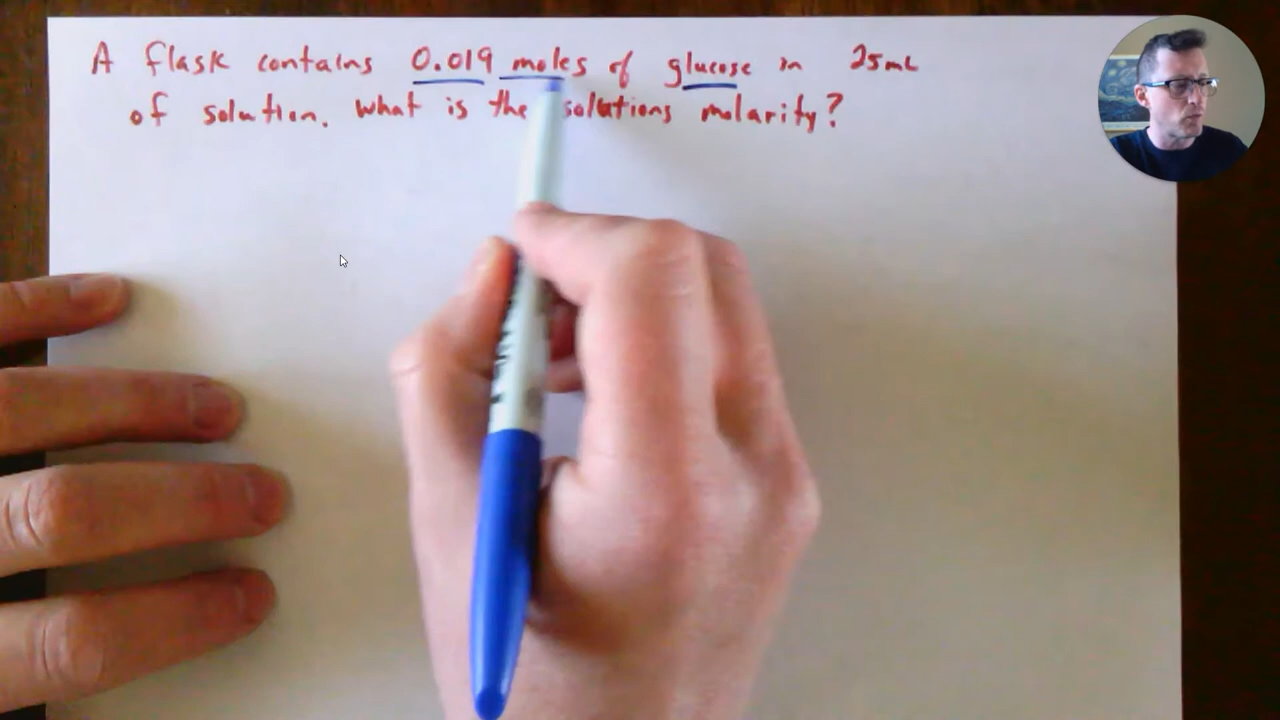 A flask contains 0.019 moles of glucose in 25mL
of solution. what is the solutions molarity?